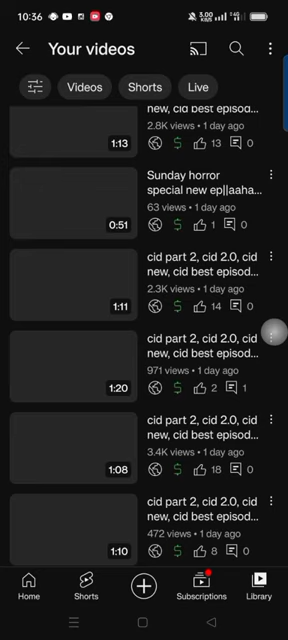 10:36
3.00 KB/S
4G
Your videos
Videos
Shorts
Live
new, cid best episod...
2.8K views • 1 day ago
1:13
13
0
Sunday horror
special new ep||aaha...
63 views • 1 day ago
0:51
1
0
cid part 2, cid 2.0, cid
new, cid best episod...
2.3K views • 1 day ago
1:11
14
0
cid part 2, cid 2.0, cid
new, cid best episod...
971 views • 1 day ago
1:20
2
1
cid part 2, cid 2.0, cid
new, cid best episod...
3.4K views • 1 day ago
1:08
18
0
cid part 2, cid 2.0, cid
new, cid best episod...
472 views • 1 day ago
1:10
8
0
Home
Shorts
Subscriptions
Library